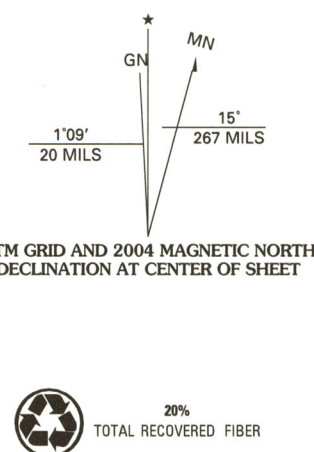 ★
GN
MN
1°09′
20 MILS
15°
267 MILS
TM GRID AND 2004 MAGNETIC NORTH
DECLINATION AT CENTER OF SHEET
20%
TOTAL RECOVERED FIBER